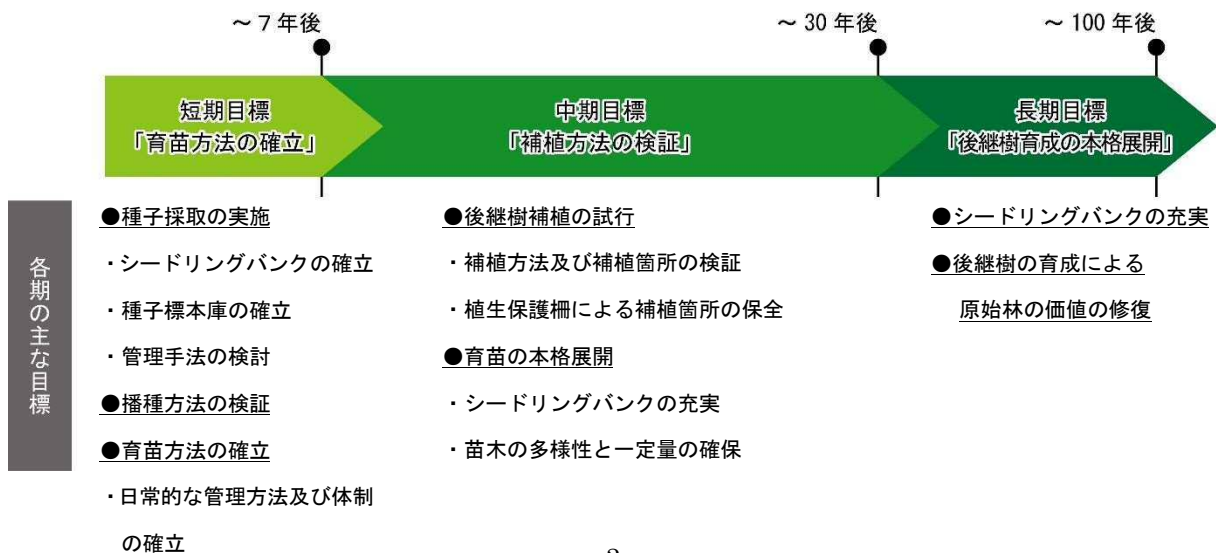 ～ 7 年後
～ 30 年後
～ 100 年後
短期目標
「育苗方法の確立」
中期目標
「補植方法の検証」
長期目標
「後継樹育成の本格展開」
各期の主な目標
●種子採取の実施
・シードリングバンクの確立
・種子標本庫の確立
・管理手法の検討
●播種方法の検証
●育苗方法の確立
・日常的な管理方法及び体制
の確立
●後継樹補植の試行
・補植方法及び補植箇所の検証
・植生保護柵による補植箇所の保全
●育苗の本格展開
・シードリングバンクの充実
・苗木の多様性と一定量の確保
●シードリングバンクの充実
●後継樹の育成による
原始林の価値の修復